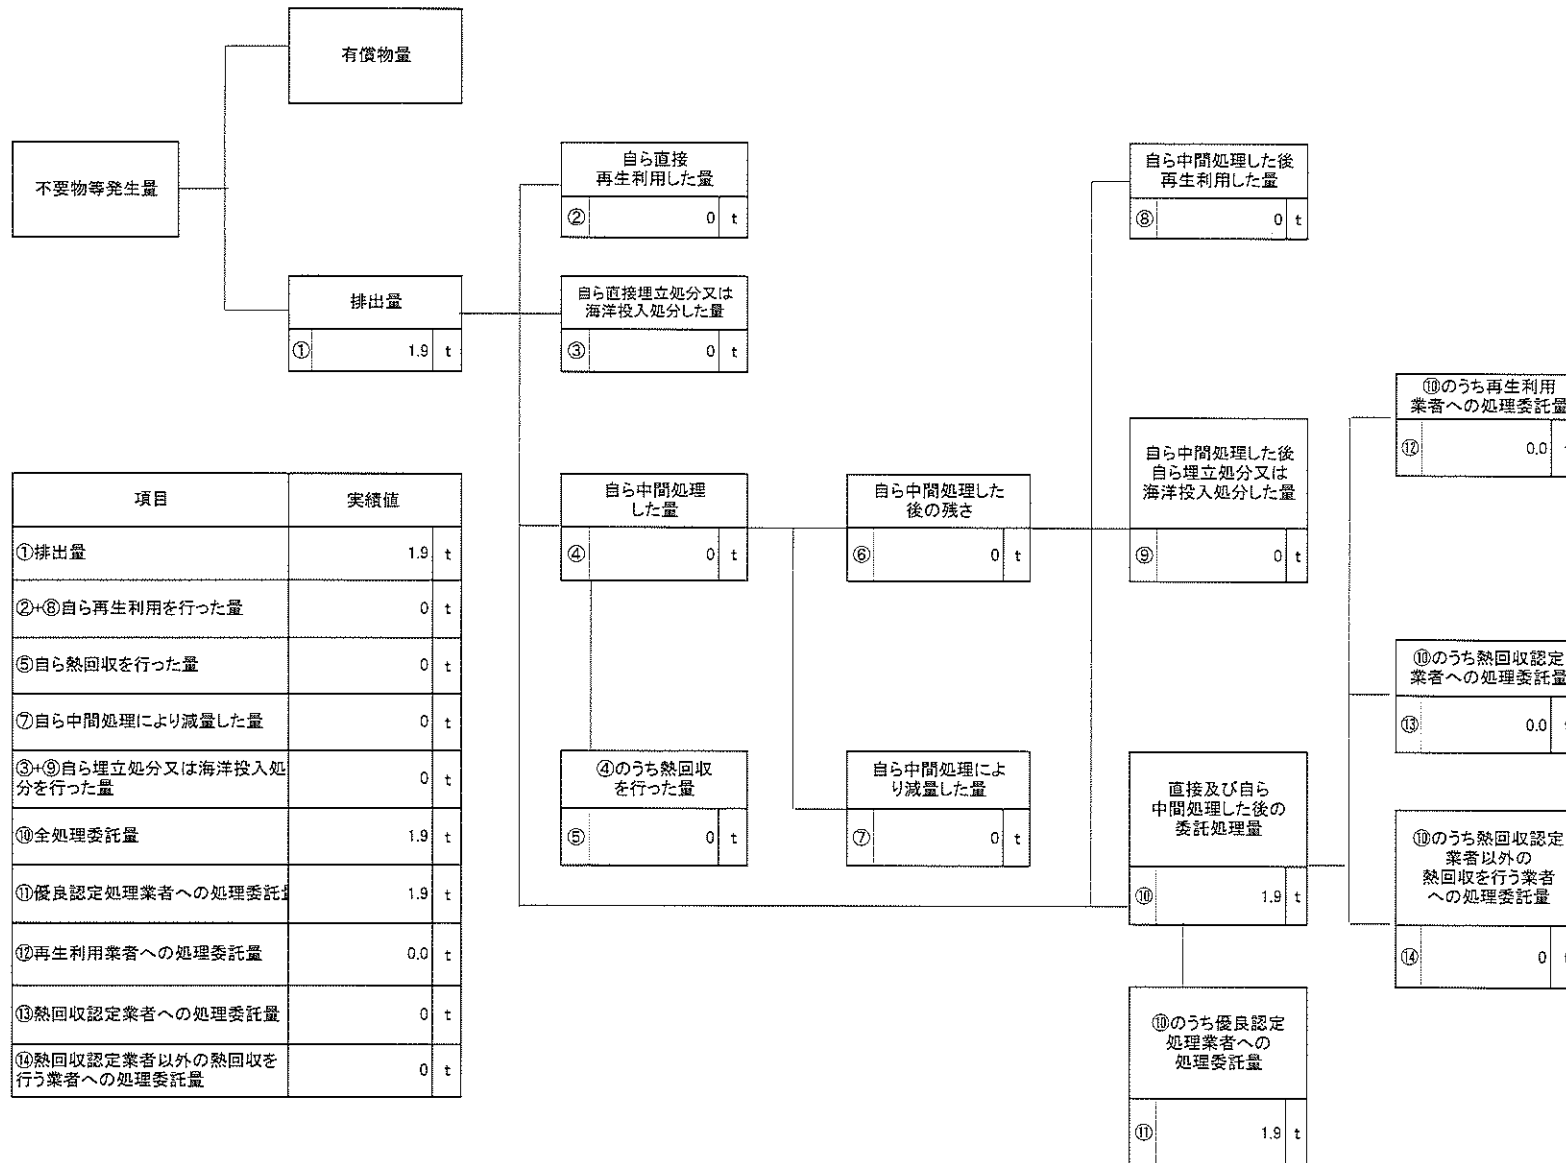 有償物量
不要物等発生量
排出量
① 1.9 t
自ら直接
再生利用した量
② 0 t
自ら直接埋立処分又は
海洋投入処分した量
③ 0 t
自ら中間処理
した量
④ 0 t
④のうち熱回収
を行った量
⑤ 0 t
自ら中間処理した
後の残さ
⑥ 0 t
自ら中間処理によ
り減量した量
⑦ 0 t
自ら中間処理した後
再生利用した量
⑧ 0 t
自ら中間処理した後
自ら埋立処分又は
海洋投入処分した量
⑨ 0 t
直接及び自ら
中間処理した後の
委託処理量
⑩ 1.9 t
⑩のうち優良認定
処理業者への
処理委託量
⑪ 1.9 t
⑩のうち再生利用
業者への処理委託量
⑫ 0.0
⑩のうち熱回収認定
業者への処理委託量
⑬ 0.0
⑩のうち熱回収認定
業者以外の
熱回収を行う業者
への処理委託量
⑭ 0
項目 実績値
①排出量 1.9 t
②+⑧自ら再生利用を行った量 0 t
⑤自ら熱回収を行った量 0 t
⑦自ら中間処理により減量した量 0 t
③+⑨自ら埋立処分又は海洋投入処
分を行った量 0 t
⑩全処理委託量 1.9 t
⑪優良認定処理業者への処理委託 1.9 t
⑫再生利用業者への処理委託量 0.0 t
⑬熱回収認定業者への処理委託量 0 t
⑭熱回収認定業者以外の熱回収を
行う業者への処理委託量 0 t